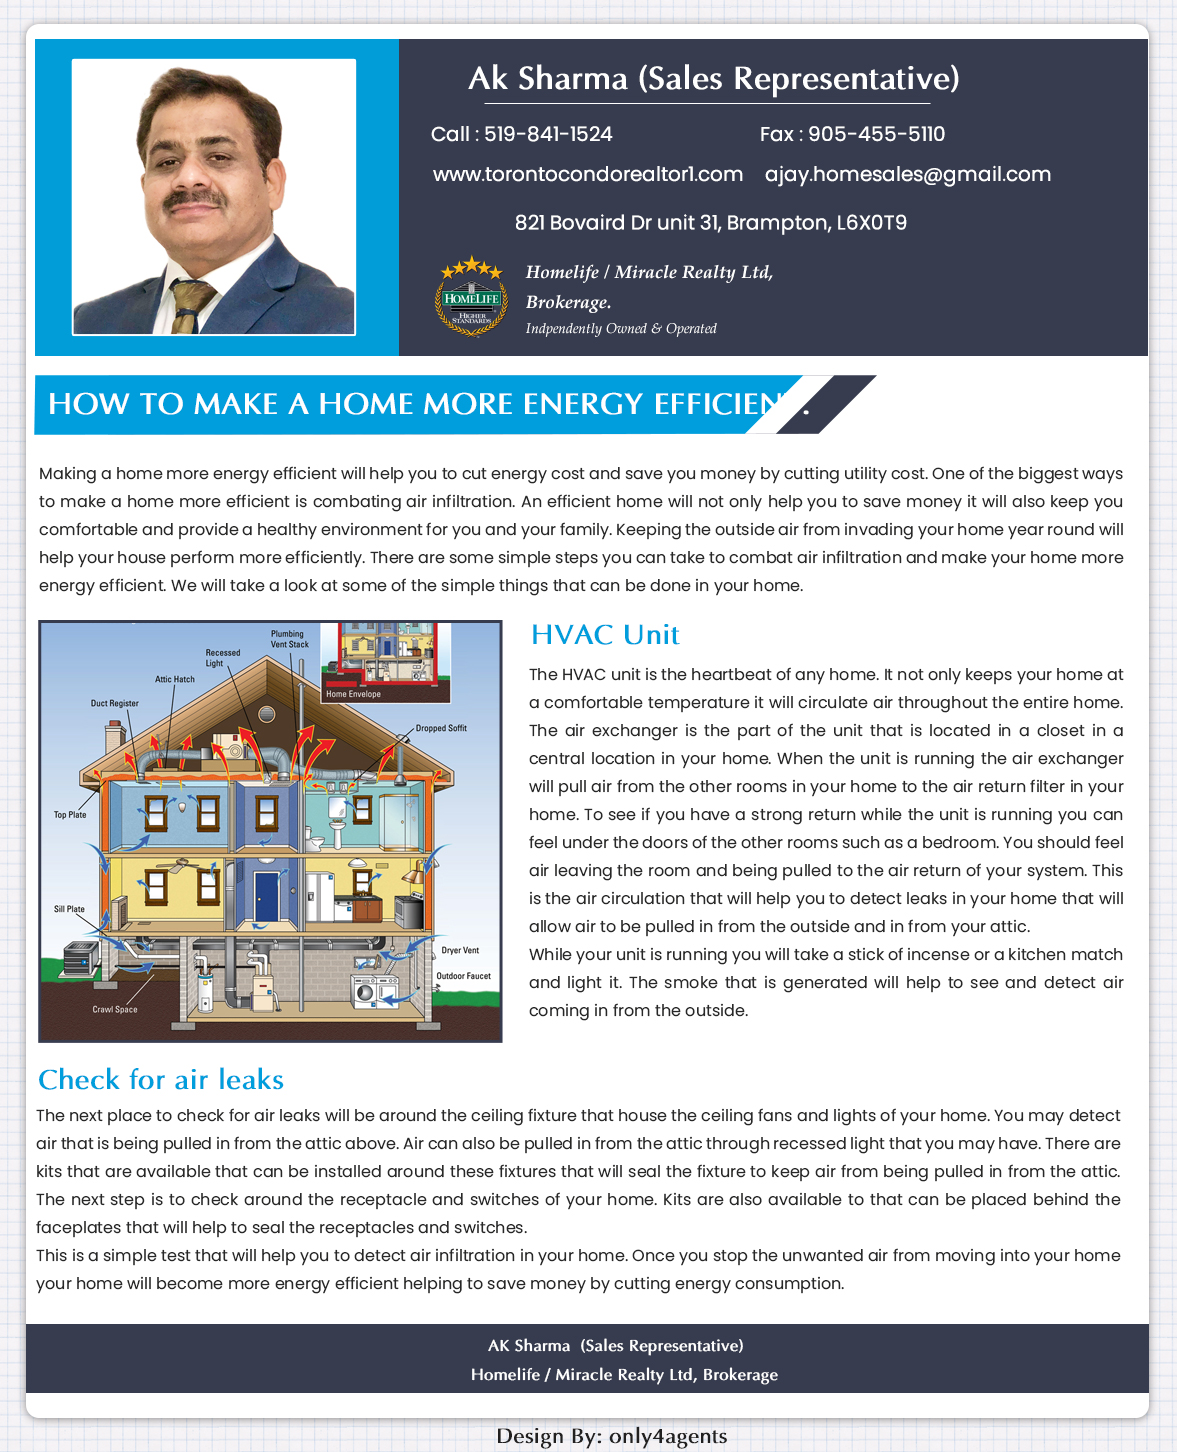 Ak Sharma (Sales Representative)
Call : 519-841-1524
Fax : 905-455-5110
www.torontocondorealtor1.com
ajay.homesales@gmail.com
821 Bovaird Dr unit 31, Brampton, L6X0T9
HOMELIFE
HIGHER
STANDARDS
Homelife / Miracle Realty Ltd,
Brokerage.
Indpendently Owned & Operated
HOW TO MAKE A HOME MORE ENERGY EFFICIENT.
Making a home more energy efficient will help you to cut energy cost and save you money by cutting utility cost. One of the biggest ways
to make a home more efficient is combating air infiltration. An efficient home will not only help you to save money it will also keep you
comfortable and provide a healthy environment for you and your family. Keeping the outside air from invading your home year round will
help your house perform more efficiently. There are some simple steps you can take to combat air infiltration and make your home more
energy efficient. We will take a look at some of the simple things that can be done in your home.
Plumbing
Vent Stack
Recessed
Light
Attic Hatch
Duct Register
Home Envelope
Dropped Soffit
Top Plate
Sill Plate
Dryer Vent
Outdoor Faucet
Crawl Space
HVAC Unit
The HVAC unit is the heartbeat of any home. It not only keeps your home at
a comfortable temperature it will circulate air throughout the entire home.
The air exchanger is the part of the unit that is located in a closet in a
central location in your home. When the unit is running the air exchanger
will pull air from the other rooms in your home to the air return filter in your
home. To see if you have a strong return while the unit is running you can
feel under the doors of the other rooms such as a bedroom. You should feel
air leaving the room and being pulled to the air return of your system. This
is the air circulation that will help you to detect leaks in your home that will
allow air to be pulled in from the outside and in from your attic.
While your unit is running you will take a stick of incense or a kitchen match
and light it. The smoke that is generated will help to see and detect air
coming in from the outside.
Check for air leaks
The next place to check for air leaks will be around the ceiling fixture that house the ceiling fans and lights of your home. You may detect
air that is being pulled in from the attic above. Air can also be pulled in from the attic through recessed light that you may have. There are
kits that are available that can be installed around these fixtures that will seal the fixture to keep air from being pulled in from the attic.
The next step is to check around the receptacle and switches of your home. Kits are also available to that can be placed behind the
faceplates that will help to seal the receptacles and switches.
This is a simple test that will help you to detect air infiltration in your home. Once you stop the unwanted air from moving into your home
your home will become more energy efficient helping to save money by cutting energy consumption.
AK Sharma (Sales Representative)
Homelife / Miracle Realty Ltd, Brokerage
Design By: only4agents